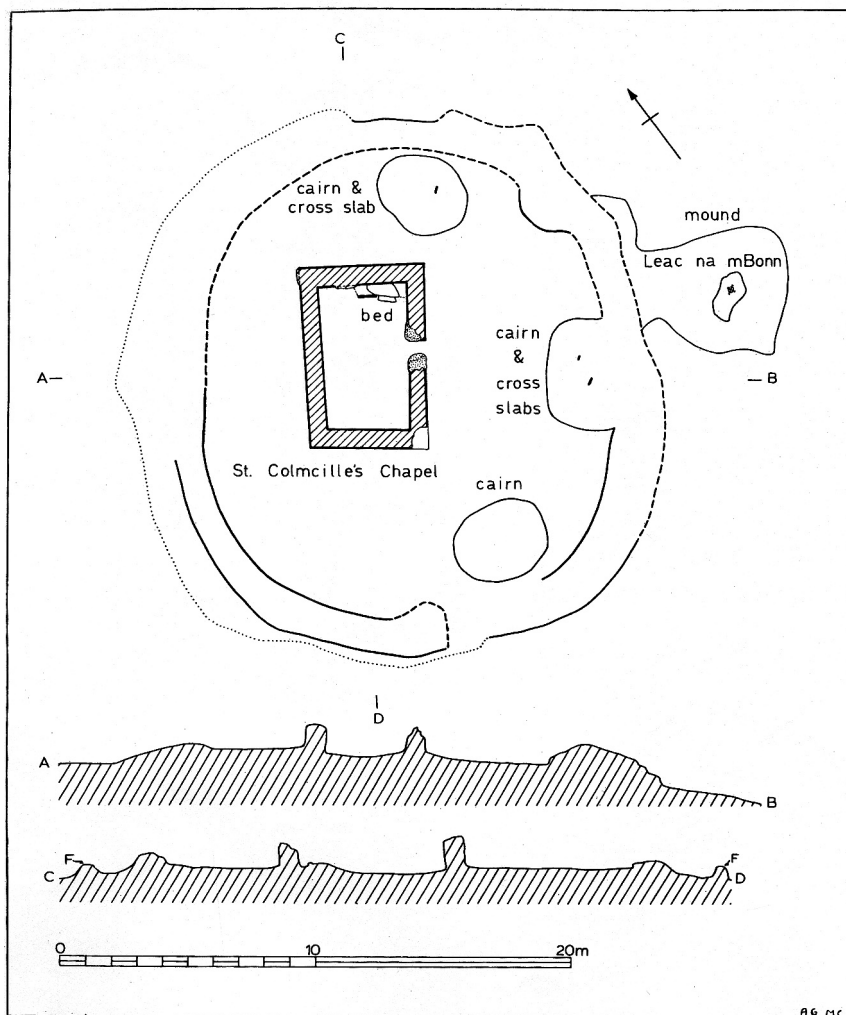 C
cairn &
cross slab
mound
Leac na mBonn
bed
cairn
&
cross
slabs
A
B
St. Colmcille's Chapel
cairn
D
A
B
F
F
C
D
0
10
20m